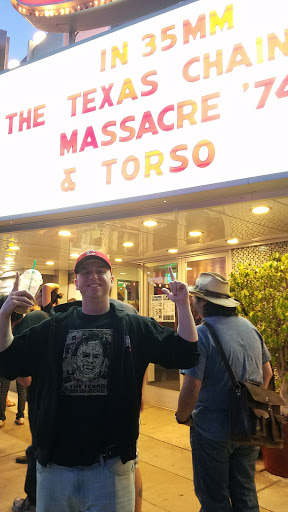 IN 35MM
THE TEXAS CHAIN
MASSACRE '74
& TORSO